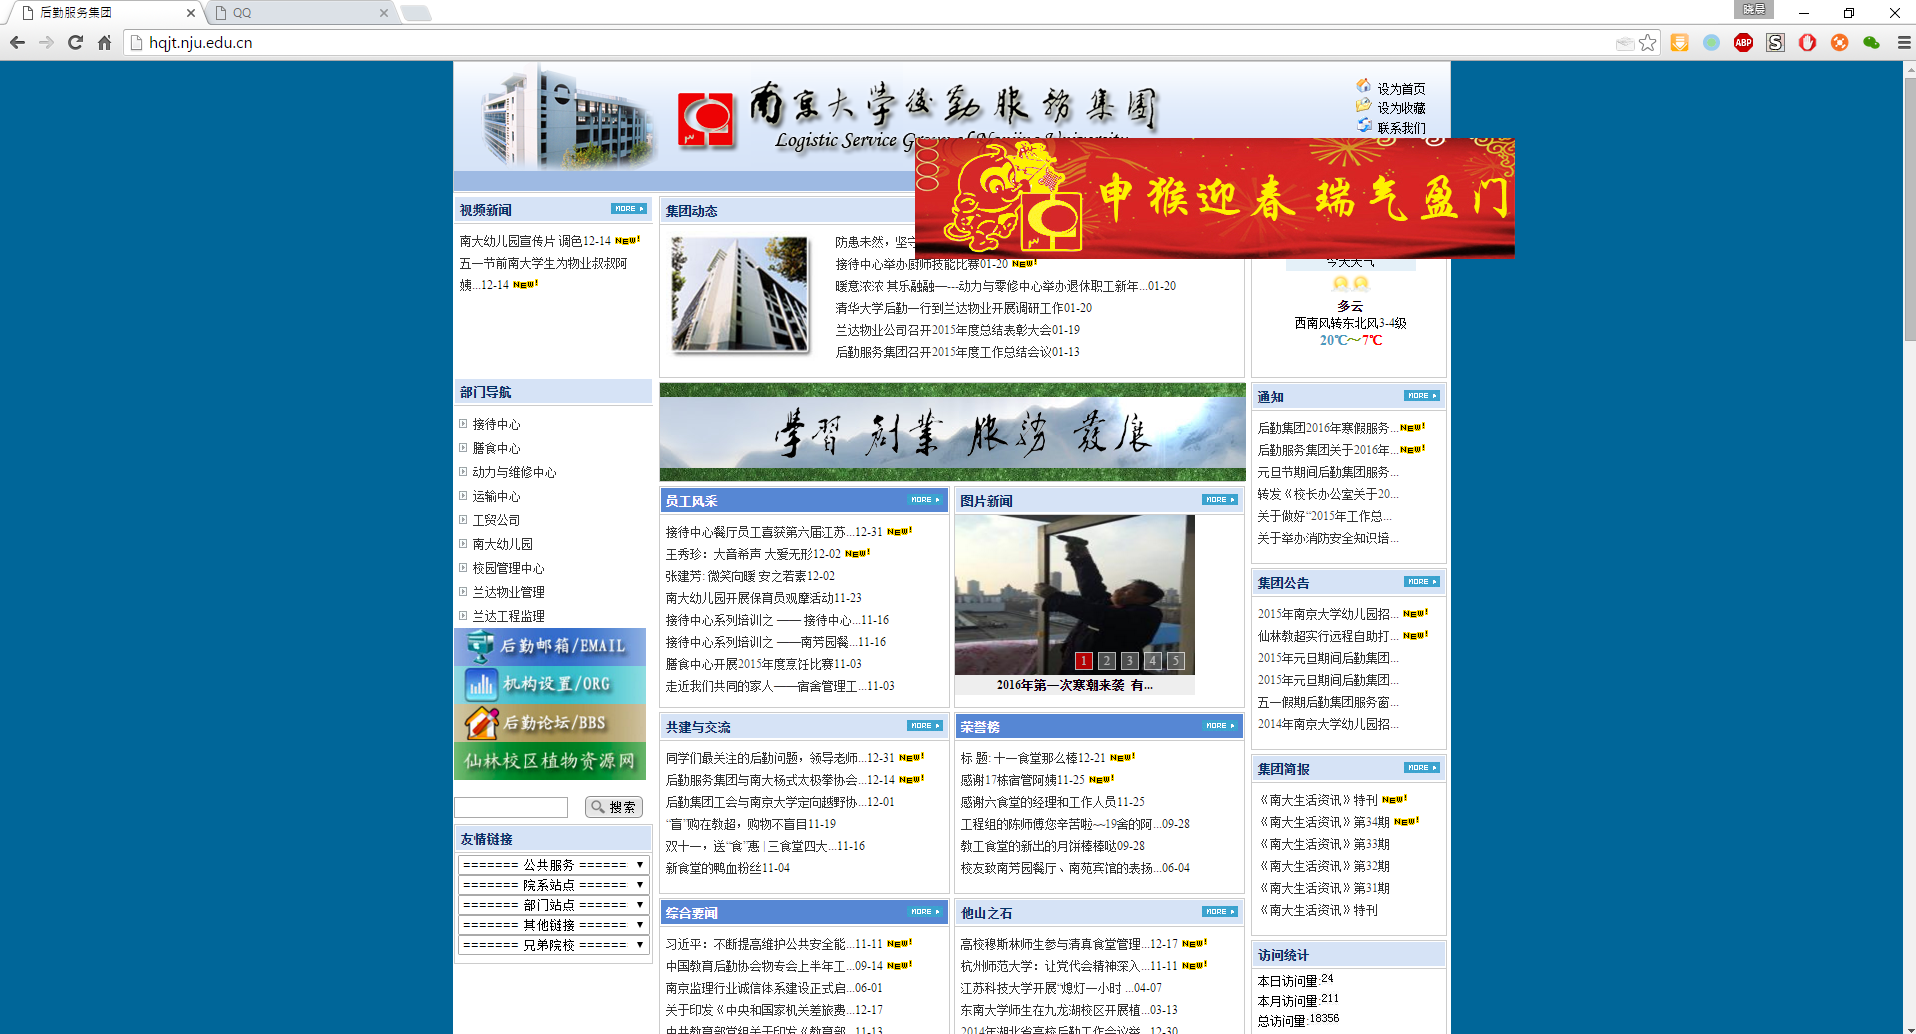 后勤服务集团
QQ
晓晨
hqjt.nju.edu.cn
ABP
南京大学後勤服務集團
设为首页
设为收藏
联系我们
申猴迎春 瑞气盈门
视频新闻
MORE
南大幼儿园宣传片 调色12-14 NEW!
五一节前南大学生为物业叔叔阿
姨...12-14 NEW!
部门导航
接待中心
膳食中心
动力与维修中心
运输中心
工贸公司
南大幼儿园
校园管理中心
兰达物业管理
兰达工程监理
后勤邮箱/EMAIL
机构设置/ORG
后勤论坛/BBS
仙林校区植物资源网
搜索
友情链接
======= 公共服务 ======
======= 院系站点 ======
======= 部门站点 ======
======= 其他链接 ======
======= 兄弟院校 ======
集团动态
防患未然，坚
接待中心举办厨师技能比赛01-20 NEW!
暖意浓浓 其乐融融—---动力与零修中心举办退休职工新年...01-20
清华大学后勤一行到兰达物业开展调研工作01-20
兰达物业公司召开2015年度总结表彰大会01-19
后勤服务集团召开2015年度工作总结会议01-13
今天天气
多云
西南风转东北风3-4级
20℃～7℃
學習 創業 服務 發展
员工风采
MORE
接待中心餐厅员工喜获第六届江苏...12-31 NEW!
王秀珍：大音希声 大爱无形12-02 NEW!
张建芳: 微笑向暖 安之若素12-02
南大幼儿园开展保育员观摩活动11-23
接待中心系列培训之 —— 接待中心...11-16
接待中心系列培训之 ——南芳园餐...11-16
膳食中心开展2015年度烹饪比赛11-03
走近我们共同的家人——宿舍管理工...11-03
图片新闻
MORE
1 2 3 4 5
2016年第一次寒潮来袭 有...
共建与交流
MORE
同学们最关注的后勤问题，领导老师...12-31 NEW!
后勤服务集团与南大杨式太极拳协会...12-14 NEW!
后勤集团工会与南京大学定向越野协...12-01
“盲”购在教超，购物不盲目11-19
双十一，送“食”惠 | 三食堂四大...11-16
新食堂的鸭血粉丝11-04
荣誉榜
MORE
标 题: 十一食堂那么棒12-21 NEW!
感谢17栋宿管阿姨11-25 NEW!
感谢六食堂的经理和工作人员11-25
工程组的陈师傅您辛苦啦~~19舍的阿...09-28
教工食堂的新出的月饼棒棒哒09-28
校友致南芳园餐厅、南苑宾馆的表扬...06-04
综合要闻
MORE
习近平：不断提高维护公共安全能...11-11 NEW!
中国教育后勤协会物专会上半年工...09-14 NEW!
南京监理行业诚信体系建设正式启...06-01
关于印发《中央和国家机关差旅费...12-17
中共教育部党组关于印发《教育部...11-13
他山之石
MORE
高校穆斯林师生参与清真食堂管理...12-17 NEW!
杭州师范大学：让党代会精神深入...11-11 NEW!
江苏科技大学开展“熄灯一小时 ...04-07
东南大学师生在九龙湖校区开展植...03-13
2014年湖北省高校后勤工作会议举...12-30
通知
MORE
后勤集团2016年寒假服务...NEW!
后勤服务集团关于2016年...NEW!
元旦节期间后勤集团服务...
转发《校长办公室关于20...
关于做好“2015年工作总...
关于举办消防安全知识培...
集团公告
MORE
2015年南京大学幼儿园招... NEW!
仙林教超实行远程自助打... NEW!
2015年元旦期间后勤集团...
2015年元旦期间后勤集团...
五一假期后勤集团服务窗...
2014年南京大学幼儿园招...
集团简报
MORE
《南大生活资讯》特刊 NEW!
《南大生活资讯》第34期 NEW!
《南大生活资讯》第33期
《南大生活资讯》第32期
《南大生活资讯》第31期
《南大生活资讯》特刊
访问统计
本日访问量:24
本月访问量:211
总访问量:18356